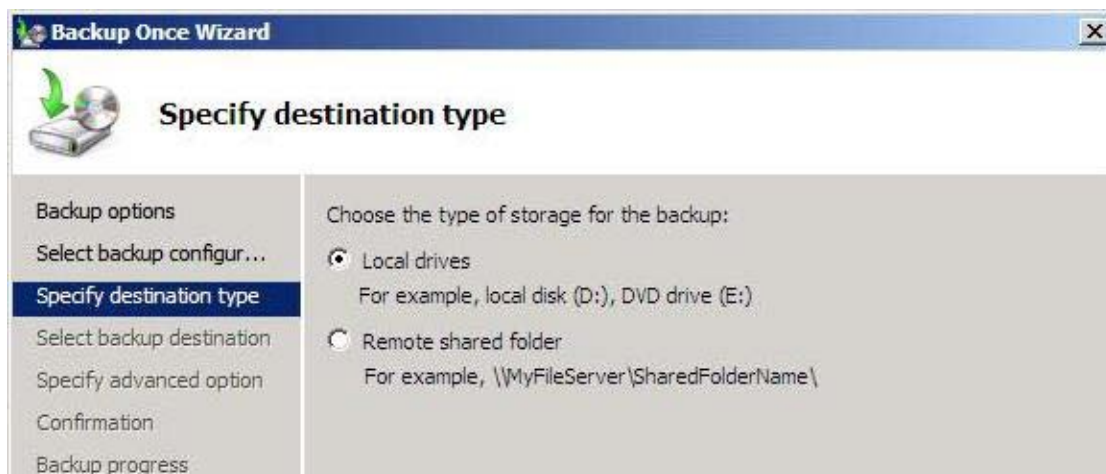 Backup Once Wizard
Specify destination type
Backup options
Select backup configur...
Specify destination type
Select backup destination
Specify advanced option
Confirmation
Backup progress
Choose the type of storage for the backup:
Local drives
For example, local disk (D:), DVD drive (E:)
Remote shared folder
For example, \\MyFileServer\SharedFolderName\